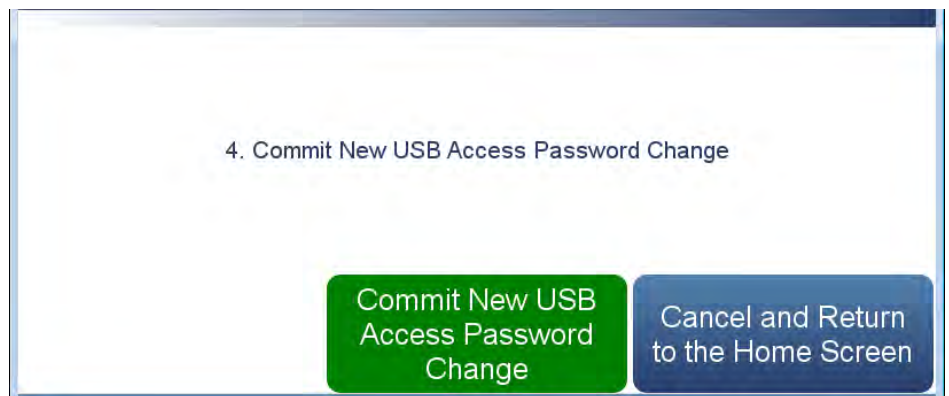 4. Commit New USB Access Password Change
Commit New USB
Access Password
Change
Cancel and Return
to the Home Screen